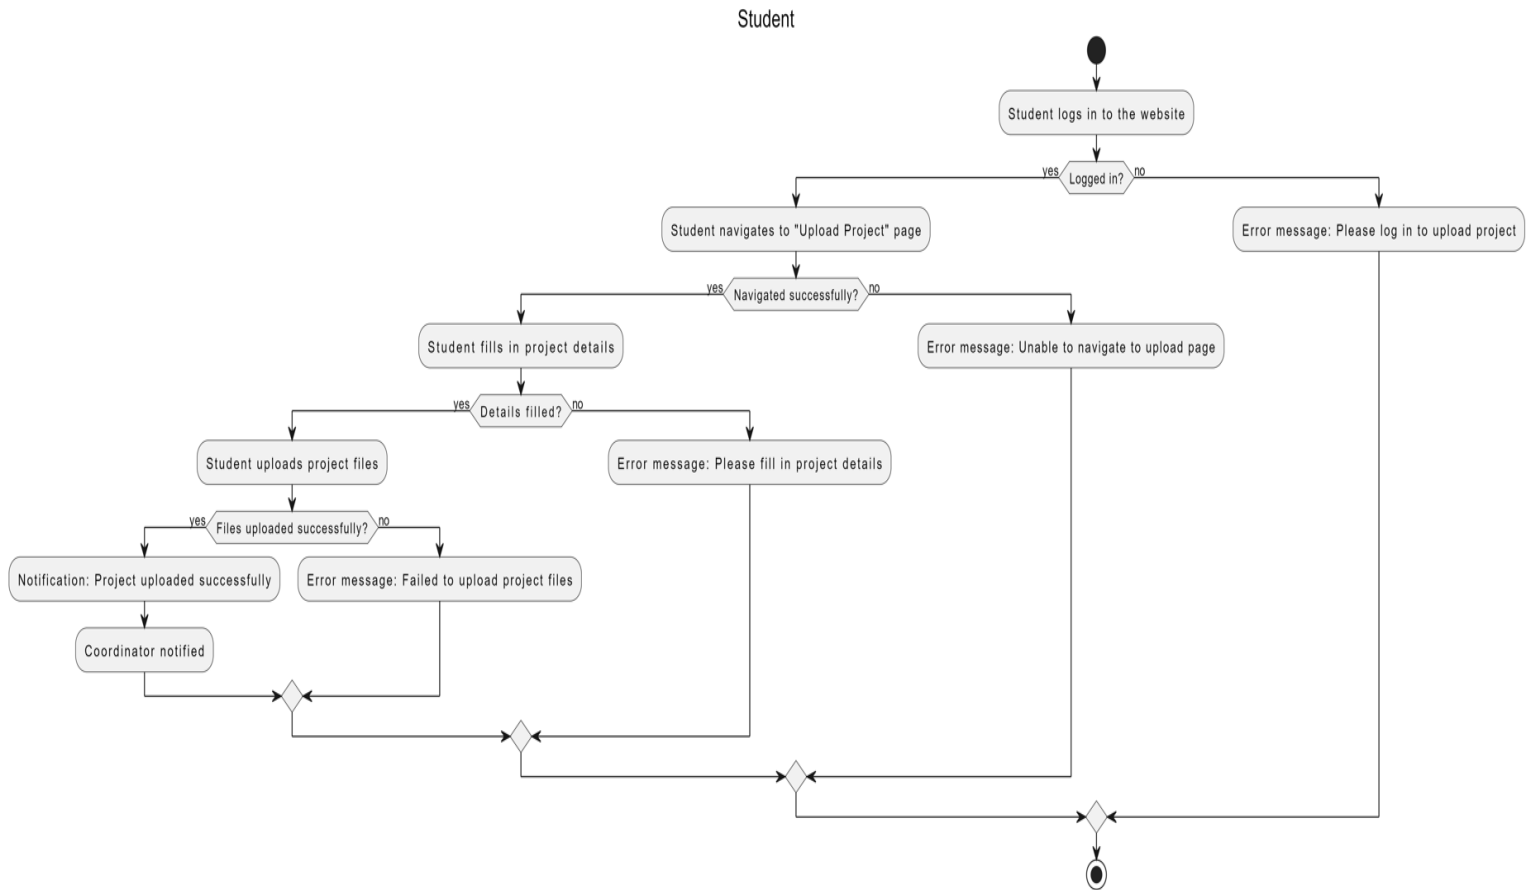 Student
Student logs in to the website
yes
Logged in?
no
Student navigates to "Upload Project" page
Error message: Please log in to upload project
yes
Navigated successfully?
no
Student fills in project details
Error message: Unable to navigate to upload page
yes
Details filled?
no
Student uploads project files
Error message: Please fill in project details
yes
Files uploaded successfully?
no
Notification: Project uploaded successfully
Error message: Failed to upload project files
Coordinator notified